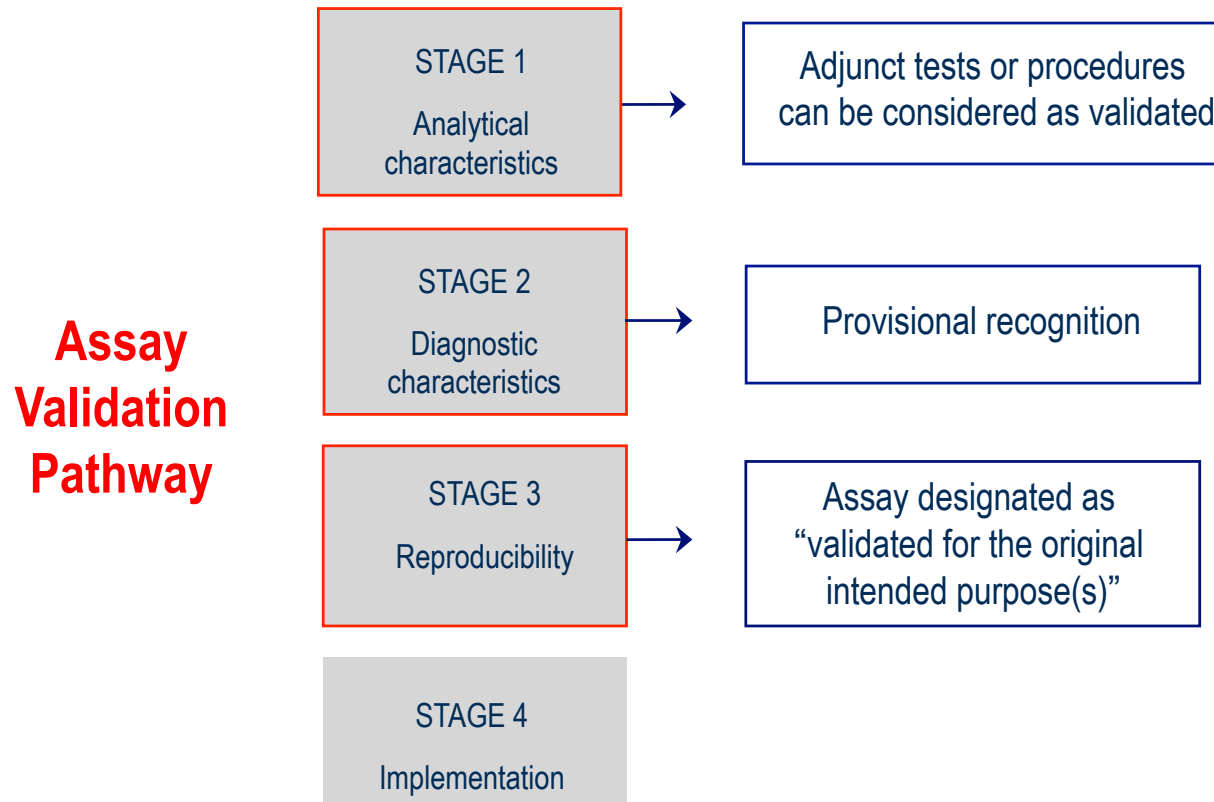 Assay
Validation
Pathway
STAGE 1
Analytical
characteristics
Adjunct tests or procedures
can be considered as validated
STAGE 2
Diagnostic
characteristics
Provisional recognition
STAGE 3
Reproducibility
Assay designated as
“validated for the original
intended purpose(s)”
STAGE 4
Implementation